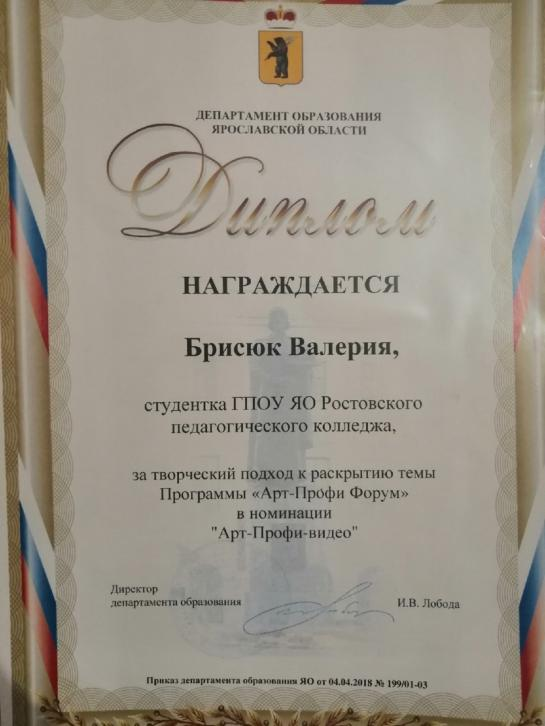 ДЕПАРТАМЕНТ ОБРАЗОВАНИЯ
ЯРОСЛАВСКОЙ ОБЛАСТИ
Диплом
НАГРАЖДАЕТСЯ
Брисюк Валерия,
студентка ГПОУ ЯО Ростовского
педагогического колледжа,
за творческий подход к раскрытию темы
Программы «Арт-Профи Форум»
в номинации
"Арт-Профи-видео"
Директор
департамента образования
И.В. Лобода
Приказ департамента образования ЯО от 04.04.2018 № 199/01-03